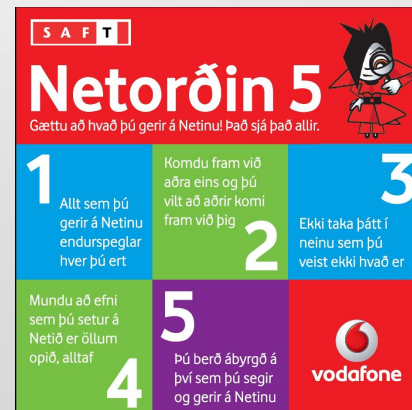 SAFT
Netorðin 5
Gættu að hvað þú gerir á Netinu! Það sjá það allir.
1
Allt sem þú
gerir á Netinu
endurspeglar
hver þú ert
Komdu fram við
aðra eins og þú
vilt að aðrir komi
fram við þig
2
3
Ekki taka þátt í
neinu sem þú
veist ekki hvað er
Mundu að efni
sem þú setur á
Netið er öllum
opið, alltaf
4
5
Þú berð ábyrgð á
því sem þú segir
og gerir á Netinu
vodafone